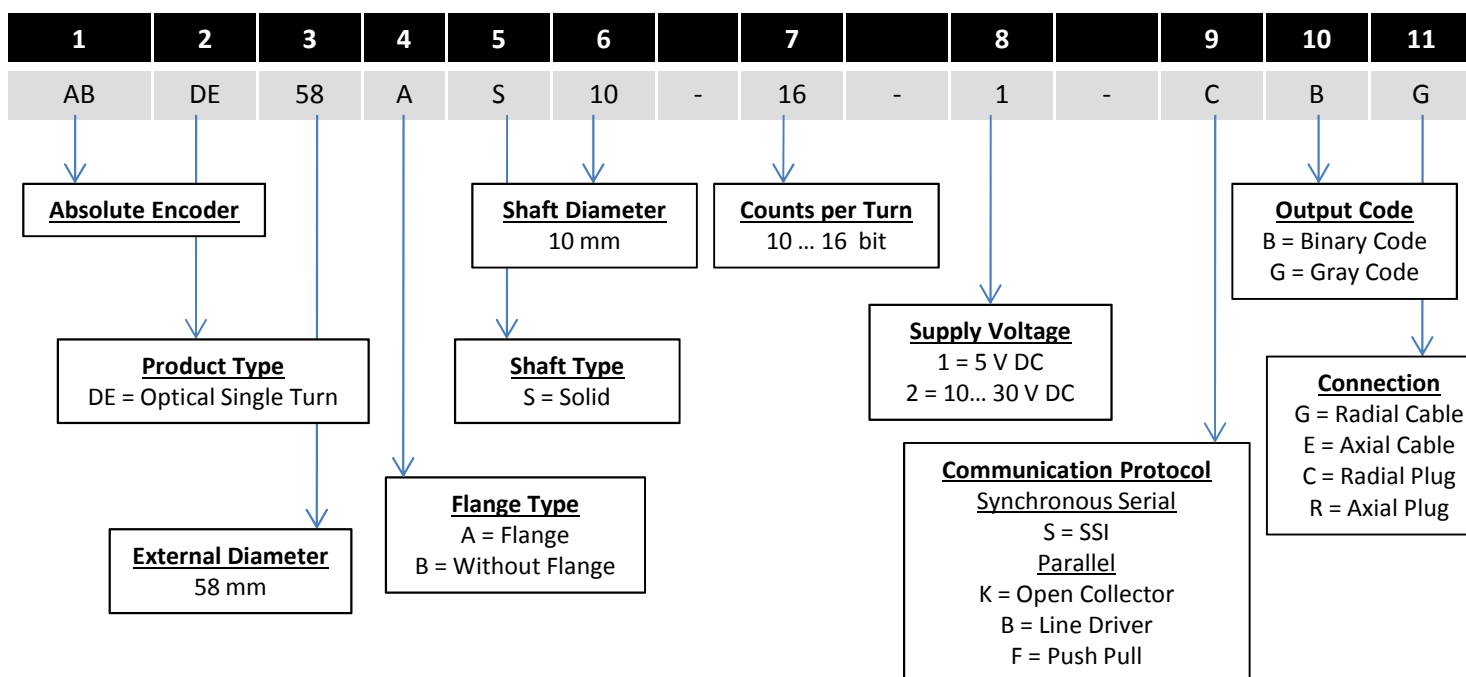 1 2 3 4 5 6 7 8 9 10 11
AB DE 58 A S 10 - 16 - 1 - C B G
Absolute Encoder
Shaft Diameter
10 mm
Counts per Turn
10 ... 16 bit
Output Code
B = Binary Code
G = Gray Code
Product Type
DE = Optical Single Turn
Shaft Type
S = Solid
Supply Voltage
1 = 5 V DC
2 = 10... 30 V DC
Connection
G = Radial Cable
E = Axial Cable
C = Radial Plug
R = Axial Plug
External Diameter
58 mm
Flange Type
A = Flange
B = Without Flange
Communication Protocol
Synchronous Serial
S = SSI
Parallel
K = Open Collector
B = Line Driver
F = Push Pull